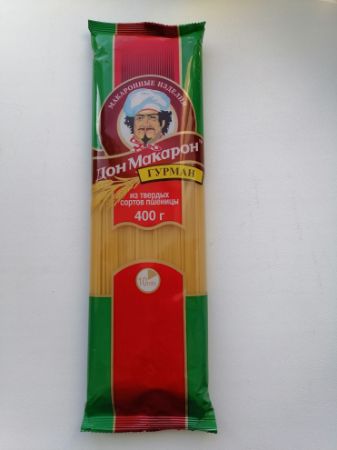 МАКАРОННЫЕ ИЗДЕЛИЯ
Дон Макарон
ГУРМАН
из твердых
сортов пшеницы
400 г